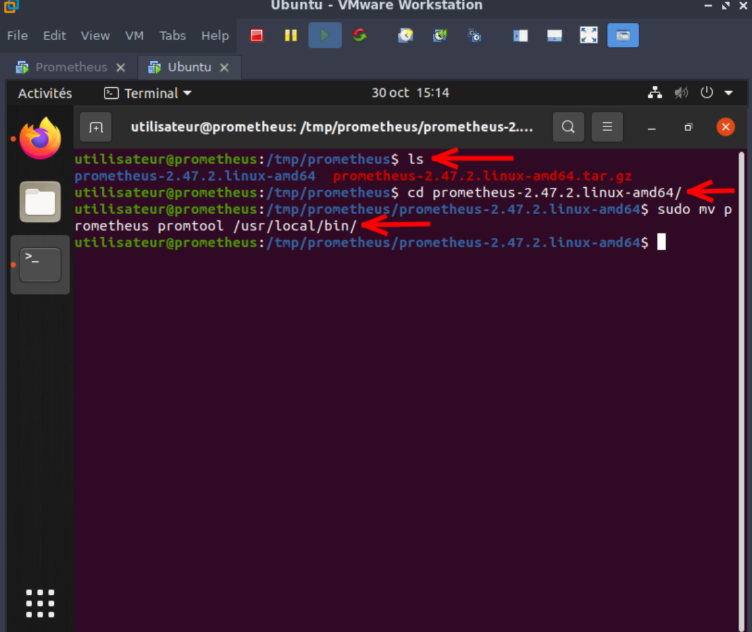 Ubuntu - VMware Workstation
File Edit View VM Tabs Help
Prometheus Ubuntu
Activités Terminal 30 oct 15:14
utilisateur@prometheus: /tmp/prometheus/prometheus-2....
utilisateur@prometheus:/tmp/prometheus$ ls
prometheus-2.47.2.linux-amd64 prometheus-2.47.2.linux-amd64.tar.gz
utilisateur@prometheus:/tmp/prometheus$ cd prometheus-2.47.2.linux-amd64/
utilisateur@prometheus:/tmp/prometheus/prometheus-2.47.2.linux-amd64$ sudo mv p
rometheus promtool /usr/local/bin/
utilisateur@prometheus:/tmp/prometheus/prometheus-2.47.2.linux-amd64$